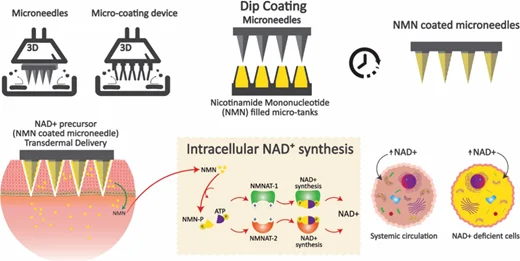 Microneedles
3D
Micro-coating device
3D
Dip Coating
Microneedles
Nicotinamide Mononucleotide
(NMN) filled micro-tanks
NMN coated microneedles
NAD+ precursor
(NMN coated microneedle)
Transdermal Delivery
NMN
Intracellular NAD⁺ synthesis
NMN
NMN-P
ATP
NMNAT-1
NAD+
synthesis
NMNAT-2
NAD+
synthesis
NAD+
↑NAD+
Systemic circulation
↑NAD+
NAD+ deficient cells